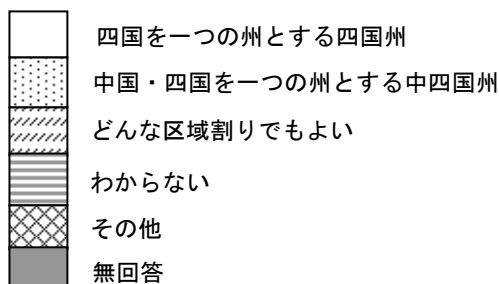 四国を一つの州とする四国州
中国・四国を一つの州とする中四国州
どんな区域割りでもよい
わからない
その他
無回答